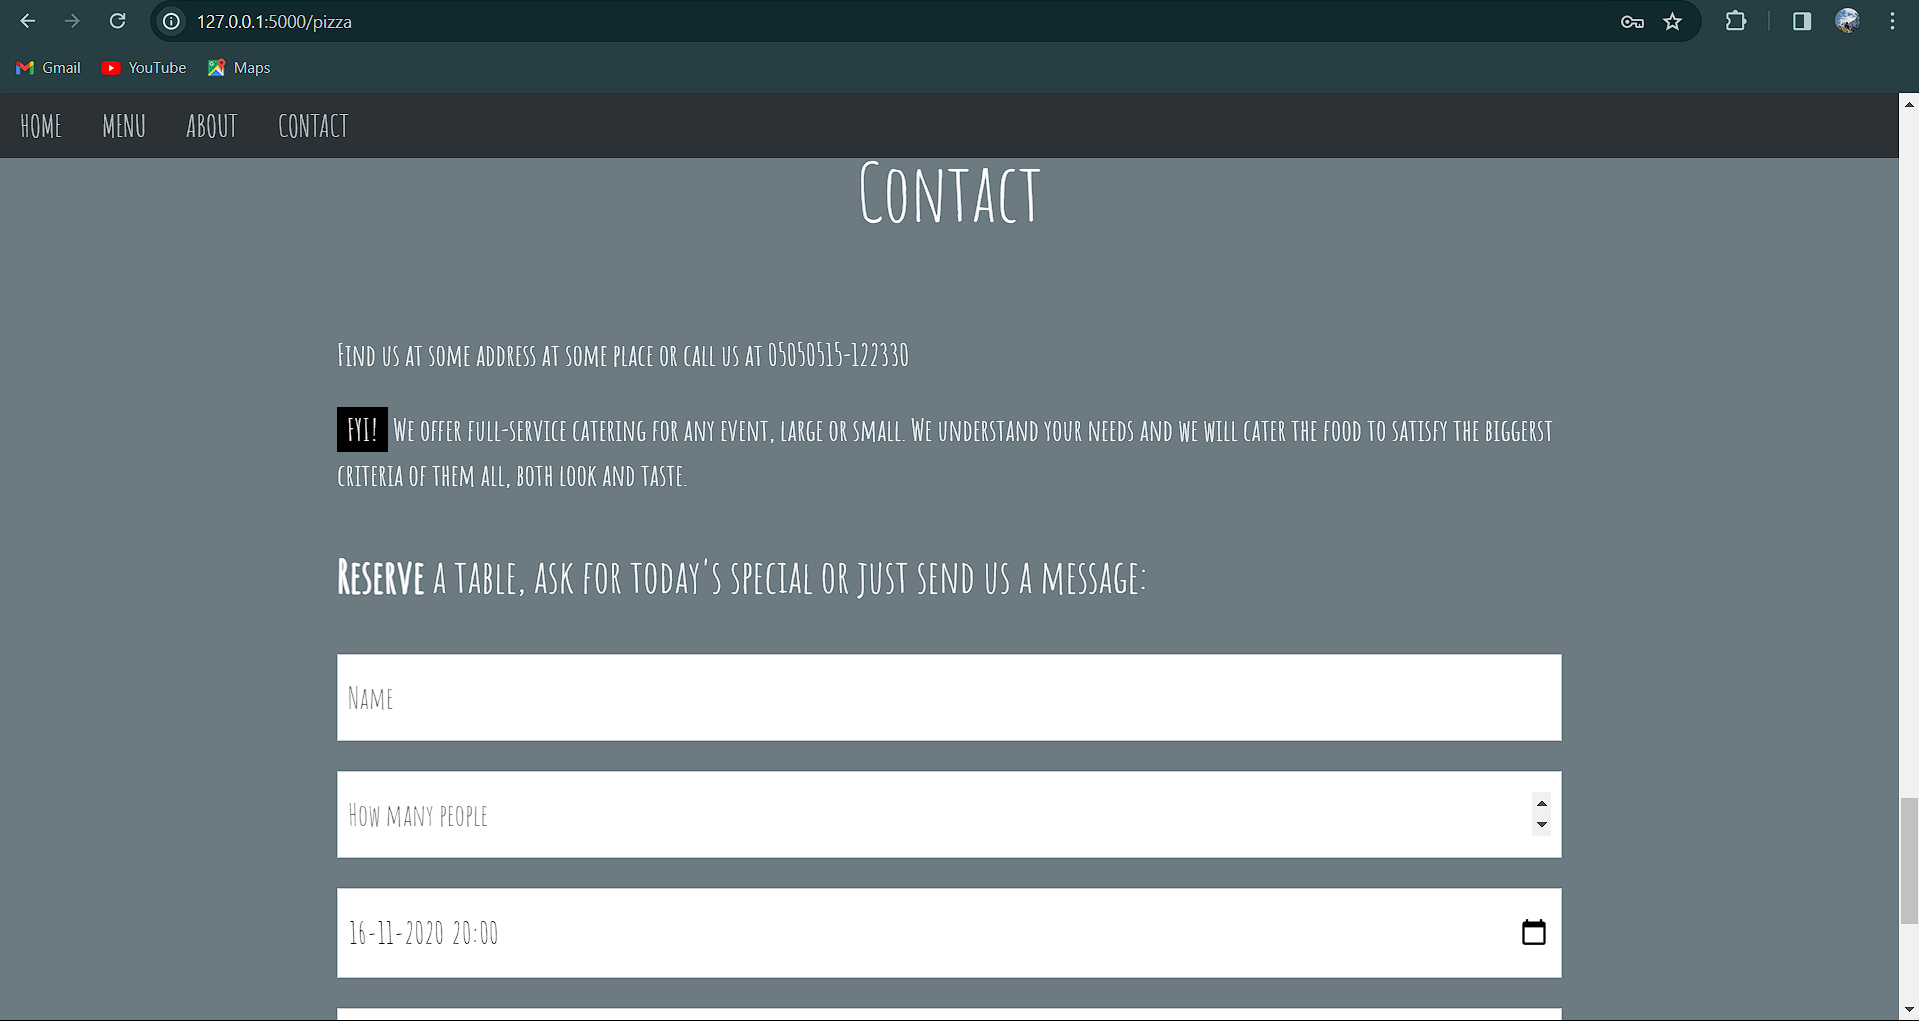 127.0.0.1:5000/pizza
Gmail YouTube Maps
HOME MENU ABOUT CONTACT
Contact
Find us at some address at some place or call us at 05050515-122330
FYI! We offer full-service catering for any event, large or small. We understand your needs and we will cater the food to satisfy the biggerst
criteria of them all, both look and taste.
Reserve a table, ask for today's special or just send us a message:
Name
How many people
16-11-2020 20:00